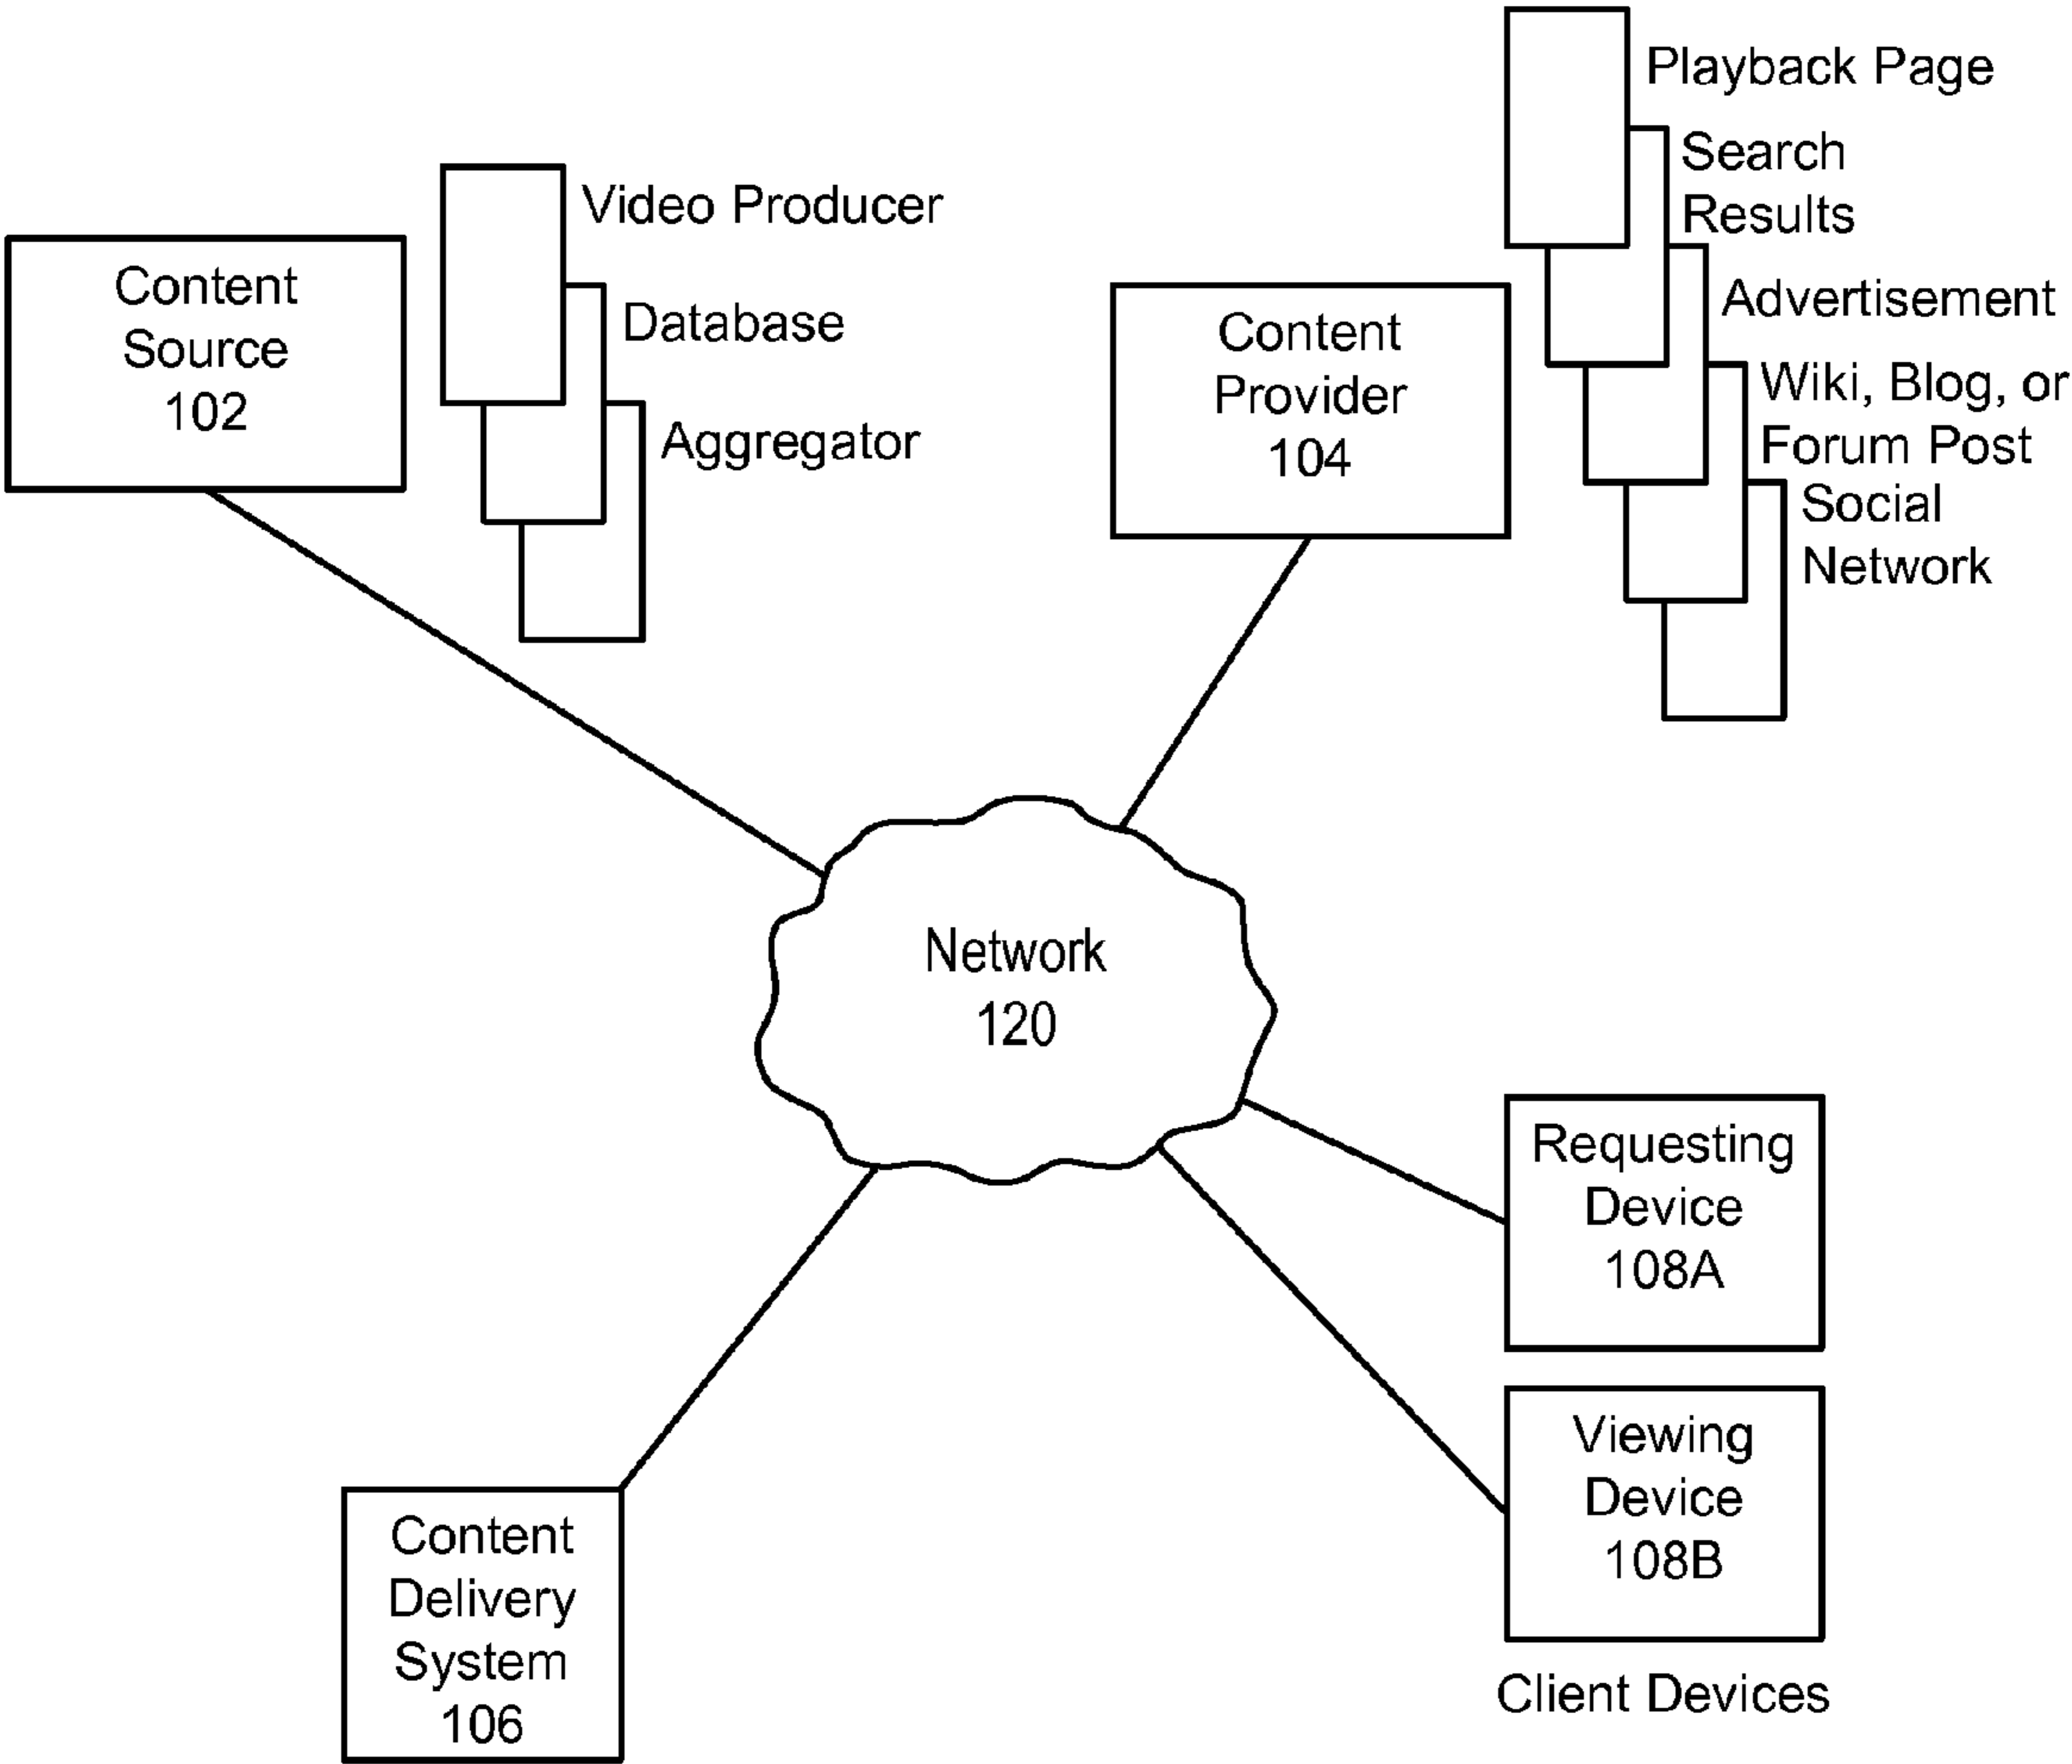 Playback Page
Search
Results
Advertisement
Wiki, Blog, or
Forum Post
Social
Network
Video Producer
Database
Aggregator
Content
Source
102
Content
Provider
104
Network
120
Requesting
Device
108A
Viewing
Device
108B
Client Devices
Content
Delivery
System
106